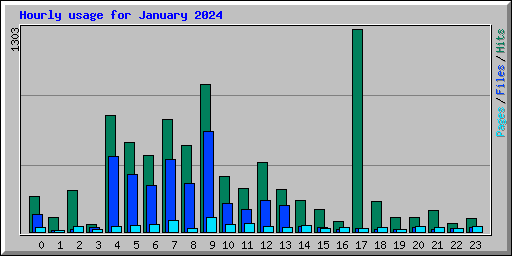 Hourly usage for January 2024
1303
Pages/Files/Hits
0 1 2 3 4 5 6 7 8 9 10 11 12 13 14 15 16 17 18 19 20 21 22 23